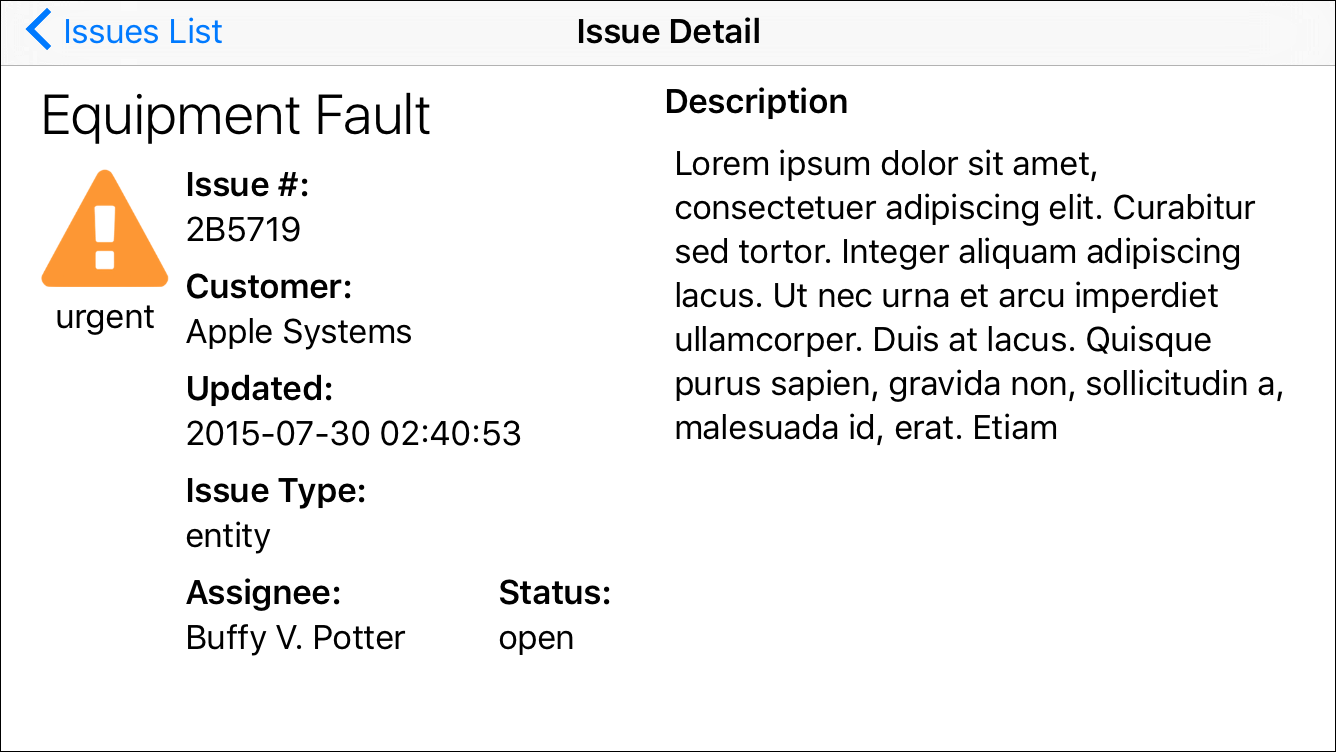 Issues List
Issue Detail
Equipment Fault
urgent
Issue #:
2B5719
Customer:
Apple Systems
Updated:
2015-07-30 02:40:53
Issue Type:
entity
Assignee:
Buffy V. Potter
Status:
open
Description
Lorem ipsum dolor sit amet,
consectetuer adipiscing elit. Curabitur
sed tortor. Integer aliquam adipiscing
lacus. Ut nec urna et arcu imperdiet
ullamcorper. Duis at lacus. Quisque
purus sapien, gravida non, sollicitudin a,
malesuada id, erat. Etiam